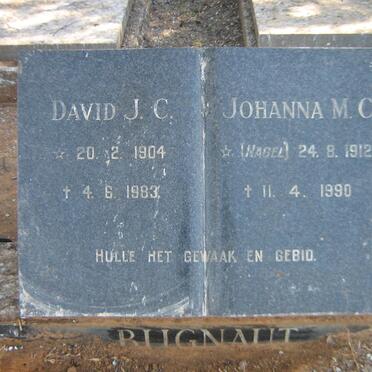 DAVID J. C.
☆ 20. 2. 1904
† 4. 6. 1983
JOHANNA M. C.
☆ (NAGEL) 24. 8. 1912
† 11. 4. 1990
HULLE HET GEWAAK EN GEBID.
BUGNAUT